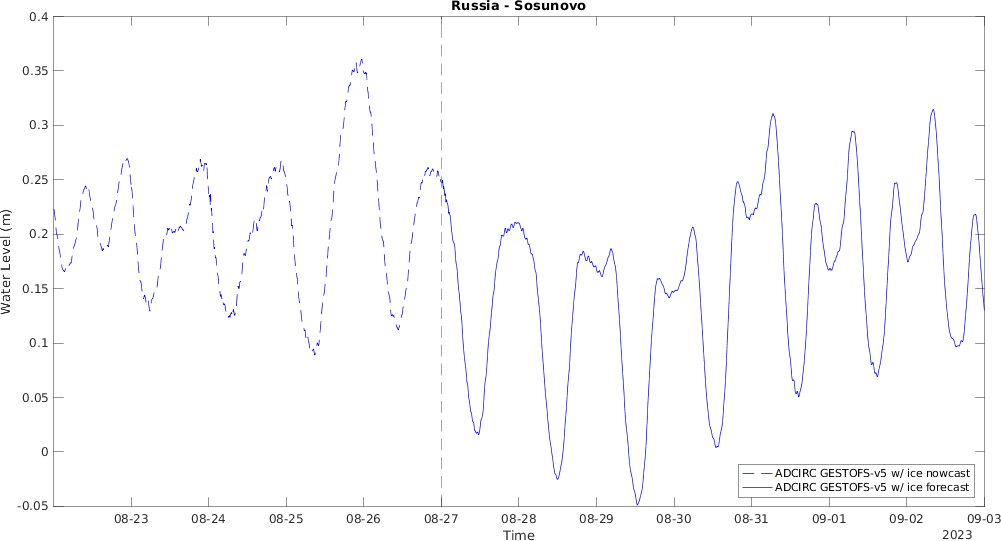 Russia - Sosunovo
Water Level (m)
0.4
0.35
0.3
0.25
0.2
0.15
0.1
0.05
0
-0.05
ADCIRC GESTOFS-v5 w/ ice nowcast
ADCIRC GESTOFS-v5 w/ ice forecast
08-23 08-24 08-25 08-26 08-27 08-28 08-29 08-30 08-31 09-01 09-02 09-03
Time
2023